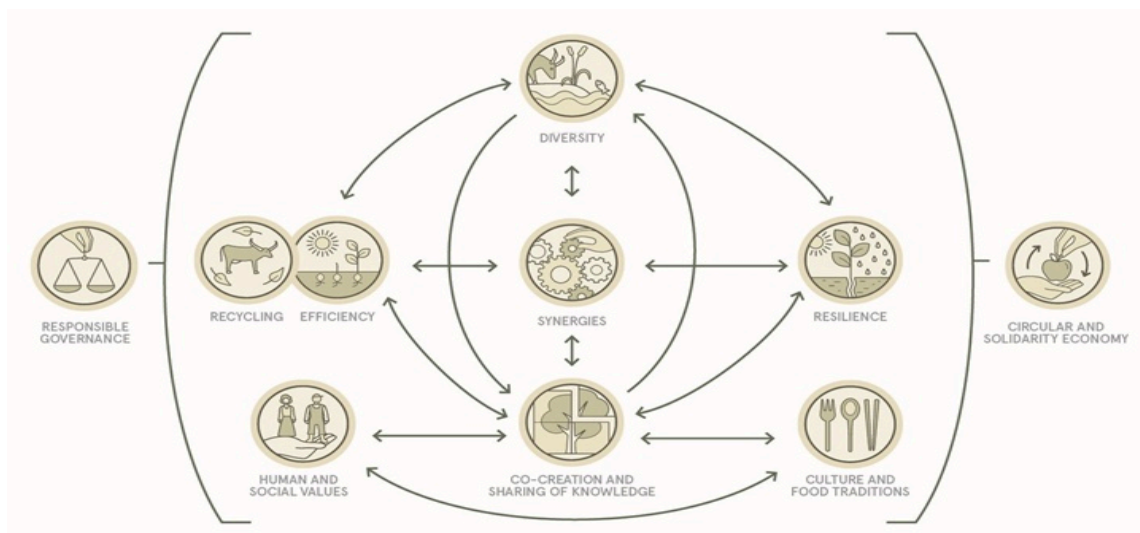 DIVERSITY
RECYCLING EFFICIENCY
SYNERGIES
RESILIENCE
RESPONSIBLE
GOVERNANCE
CIRCULAR AND
SOLIDARITY ECONOMY
HUMAN AND
SOCIAL VALUES
CO-CREATION AND
SHARING OF KNOWLEDGE
CULTURE AND
FOOD TRADITIONS